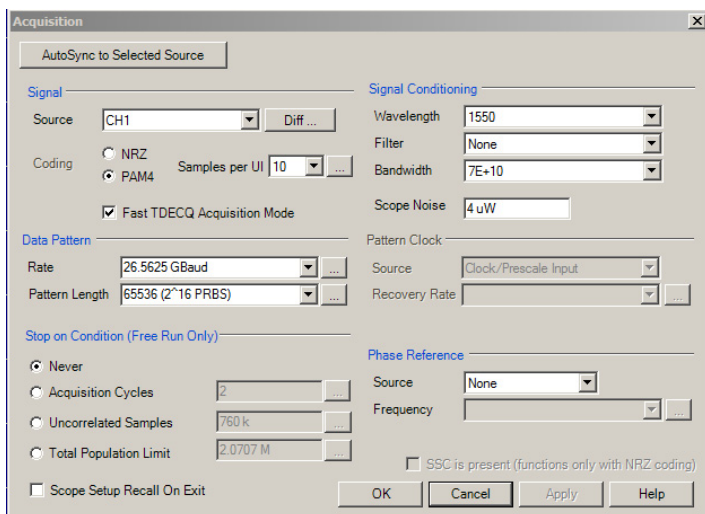 Acquisition
AutoSync to Selected Source
Signal
Source CH1 Diff ...
Coding NRZ
PAM4
Samples per UI 10 ...
Fast TDECQ Acquisition Mode
Data Pattern
Rate 26.5625 GBaud ...
Pattern Length 65536 (2^16 PRBS) ...
Stop on Condition (Free Run Only)
Never
Acquisition Cycles 2 ...
Uncorrelated Samples 760 k ...
Total Population Limit 2.0707 M ...
Scope Setup Recall On Exit
Signal Conditioning
Wavelength 1550
Filter None
Bandwidth 7E+10
Scope Noise 4 uW
Pattern Clock
Source Clock/Prescale Input
Recovery Rate ...
Phase Reference
Source None
Frequency ...
SSC is present (functions only with NRZ coding)
OK Cancel Apply Help